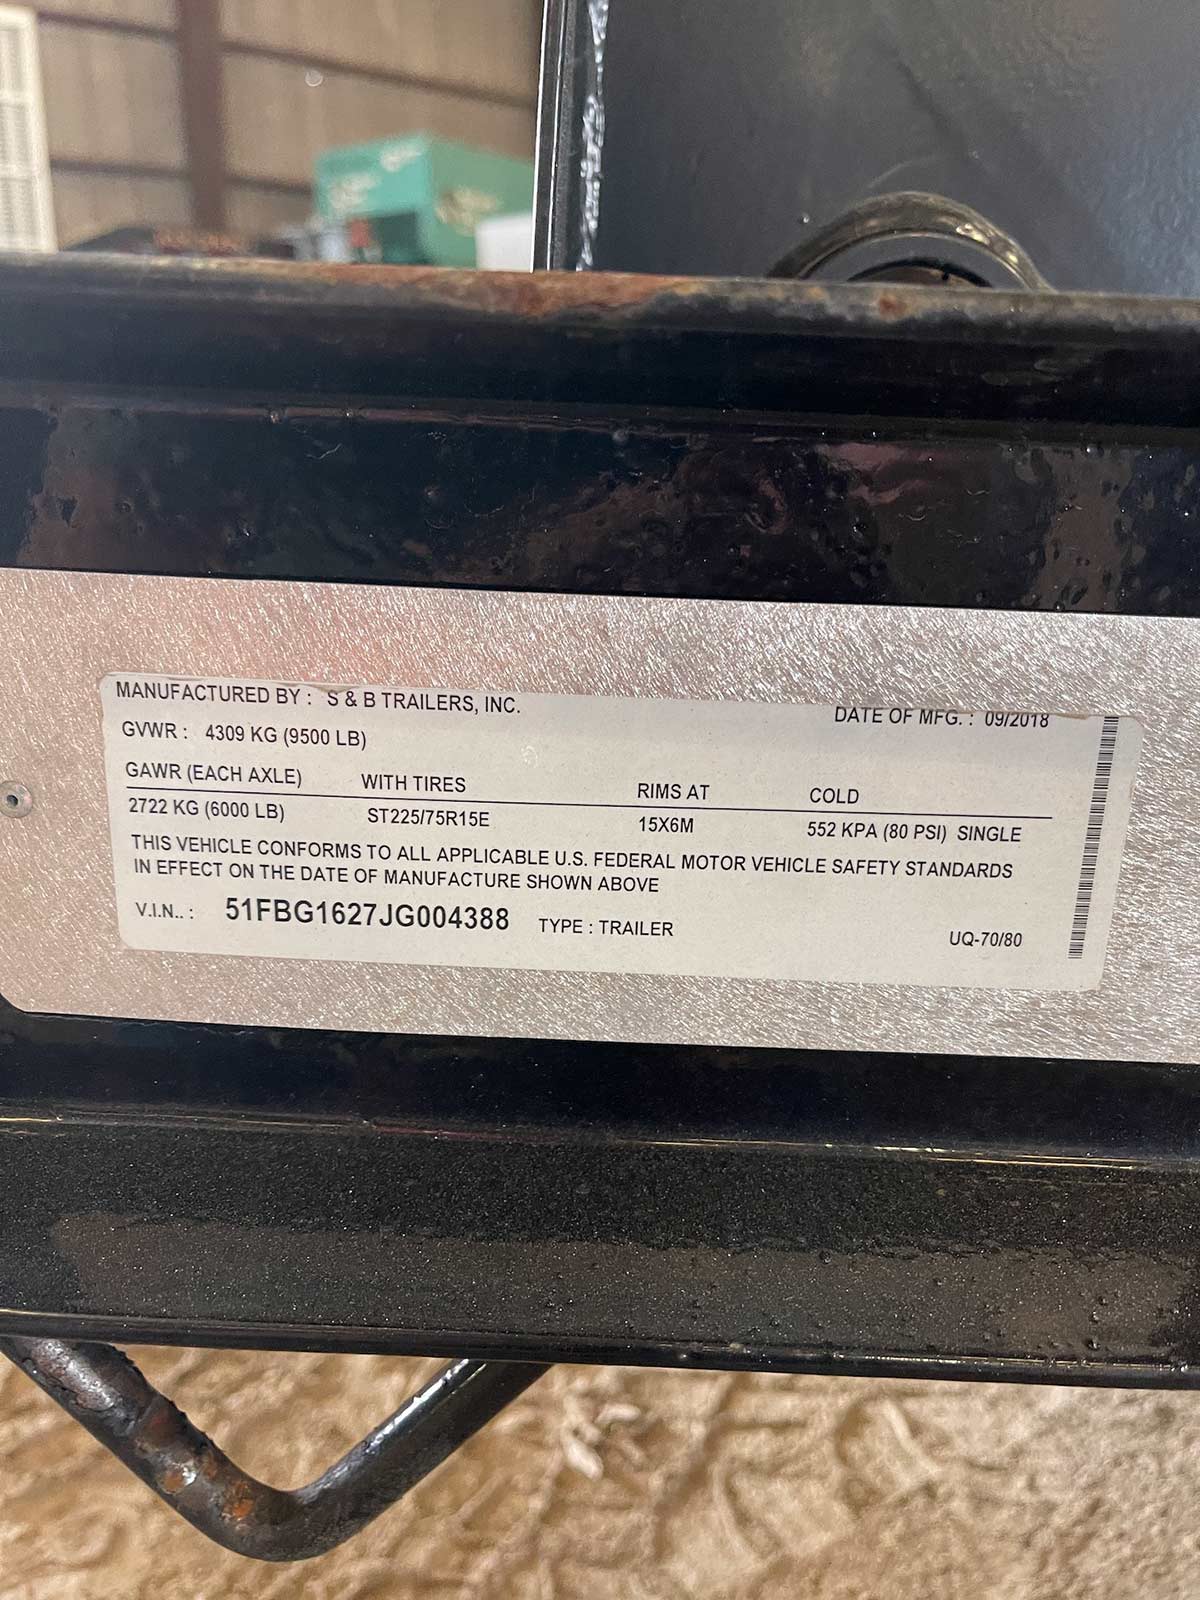 MANUFACTURED BY : S & B TRAILERS, INC. DATE OF MFG. : 09/2018
GVWR : 4309 KG (9500 LB)
GAWR (EACH AXLE) WITH TIRES RIMS AT COLD
2722 KG (6000 LB) ST225/75R15E 15X6M 552 KPA (80 PSI) SINGLE
THIS VEHICLE CONFORMS TO ALL APPLICABLE U.S. FEDERAL MOTOR VEHICLE SAFETY STANDARDS
IN EFFECT ON THE DATE OF MANUFACTURE SHOWN ABOVE
V.I.N.. : 51FBG1627JG004388 TYPE : TRAILER UQ-70/80